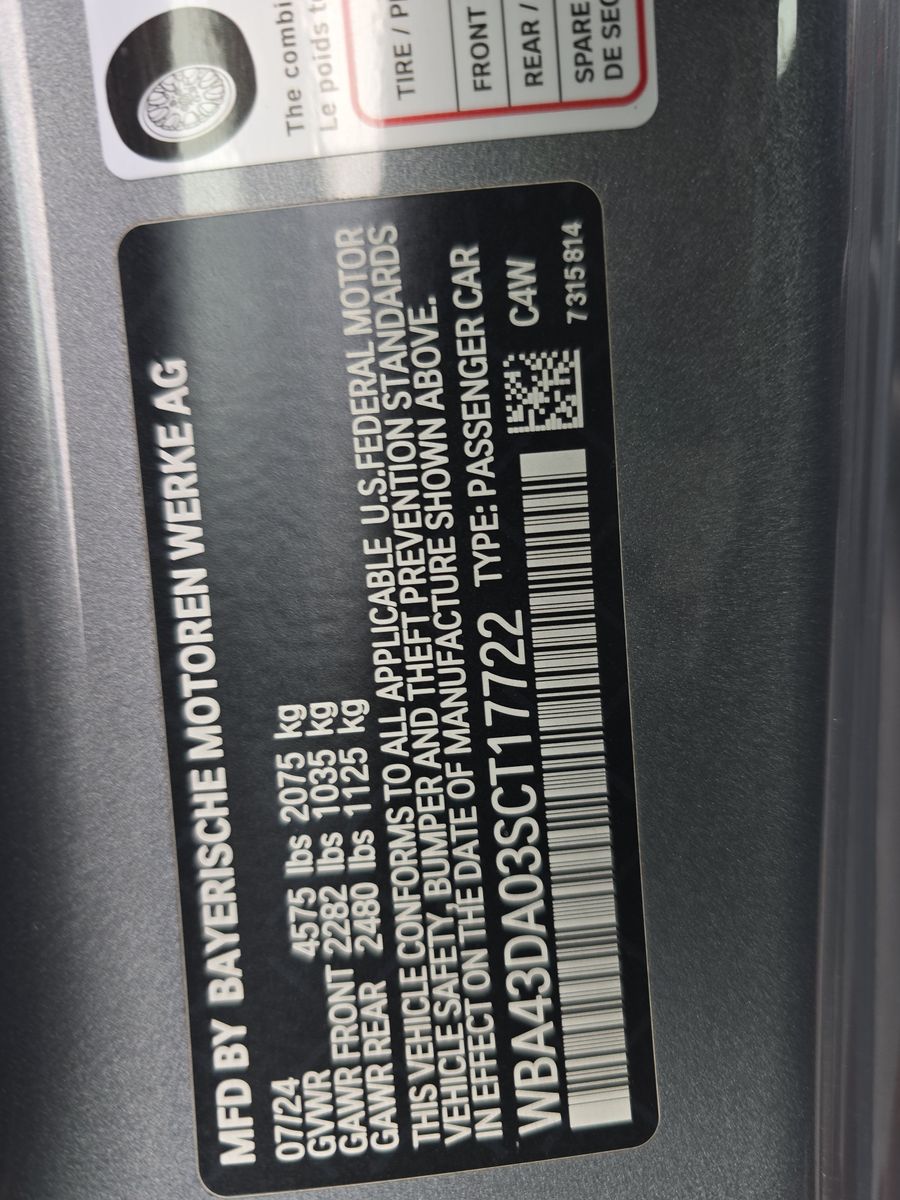 MFD BY BAYERISCHE MOTOREN WERKE AG
07/24
GVWR 4575 lbs 2075 kg
GAWR FRONT 2282 lbs 1035 kg
GAWR REAR 2480 lbs 1125 kg
THIS VEHICLE CONFORMS TO ALL APPLICABLE U.S.FEDERAL MOTOR
VEHICLE SAFETY, BUMPER AND THEFT PREVENTION STANDARDS
IN EFFECT ON THE DATE OF MANUFACTURE SHOWN ABOVE.
WBA43DA03SCT17722 TYPE: PASSENGER CAR
C4W
7 315 814
The combi
Le poids t
TIRE / P
FRONT
REAR /
SPARE
DE SEC